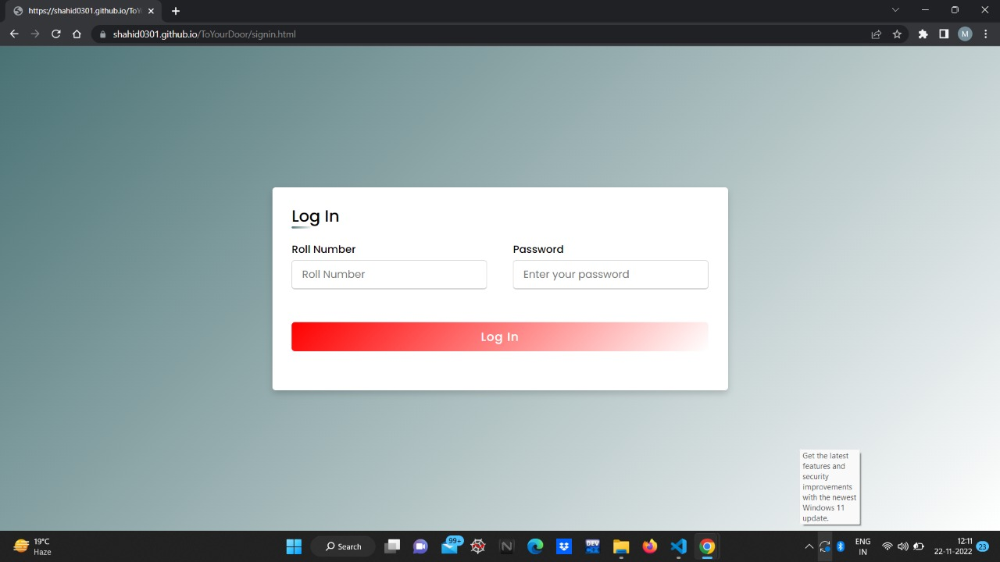 https://shahid0301.github.io/ToY
shahid0301.github.io/ToYourDoor/signin.html
M
Log In
Roll Number
Password
Roll Number
Enter your password
Log In
Get the latest
features and
security
improvements
with the newest
Windows 11
update.
19°C
Haze
Search
99+
DEV
ENG
IN
12:11
22-11-2022
23